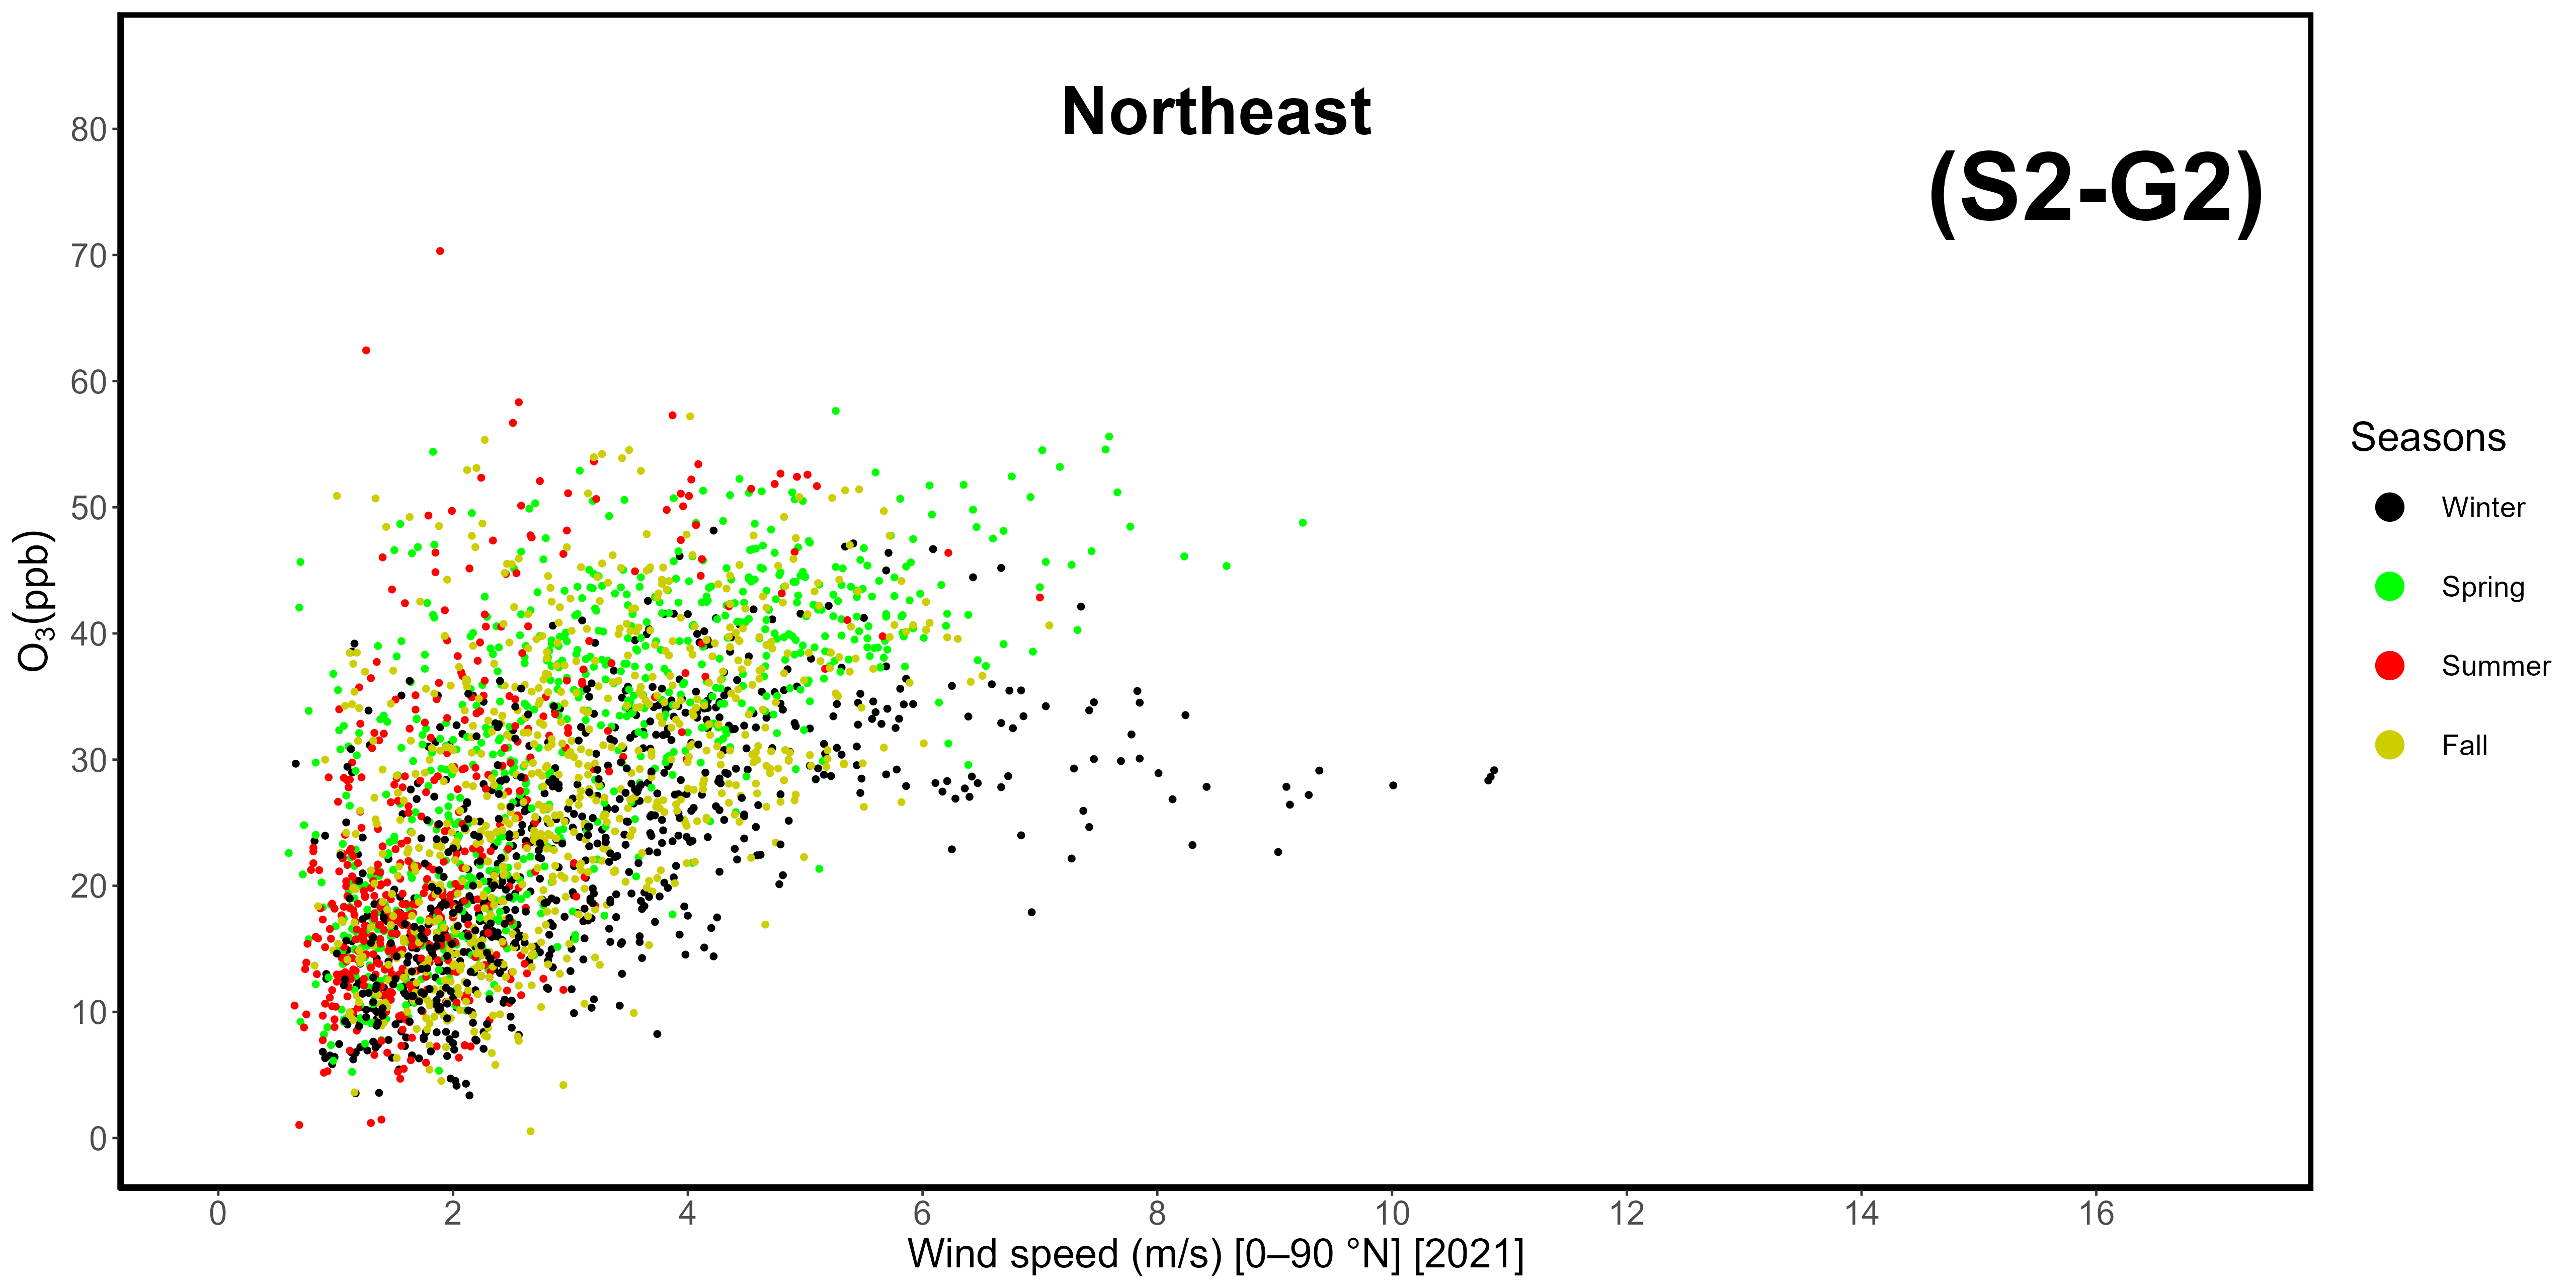 Northeast
(S2-G2)
80
70
60
50
40
30
20
10
0
O₃(ppb)
0 2 4 6 8 10 12 14 16
Wind speed (m/s) [0–90 °N] [2021]
Seasons
Winter
Spring
Summer
Fall